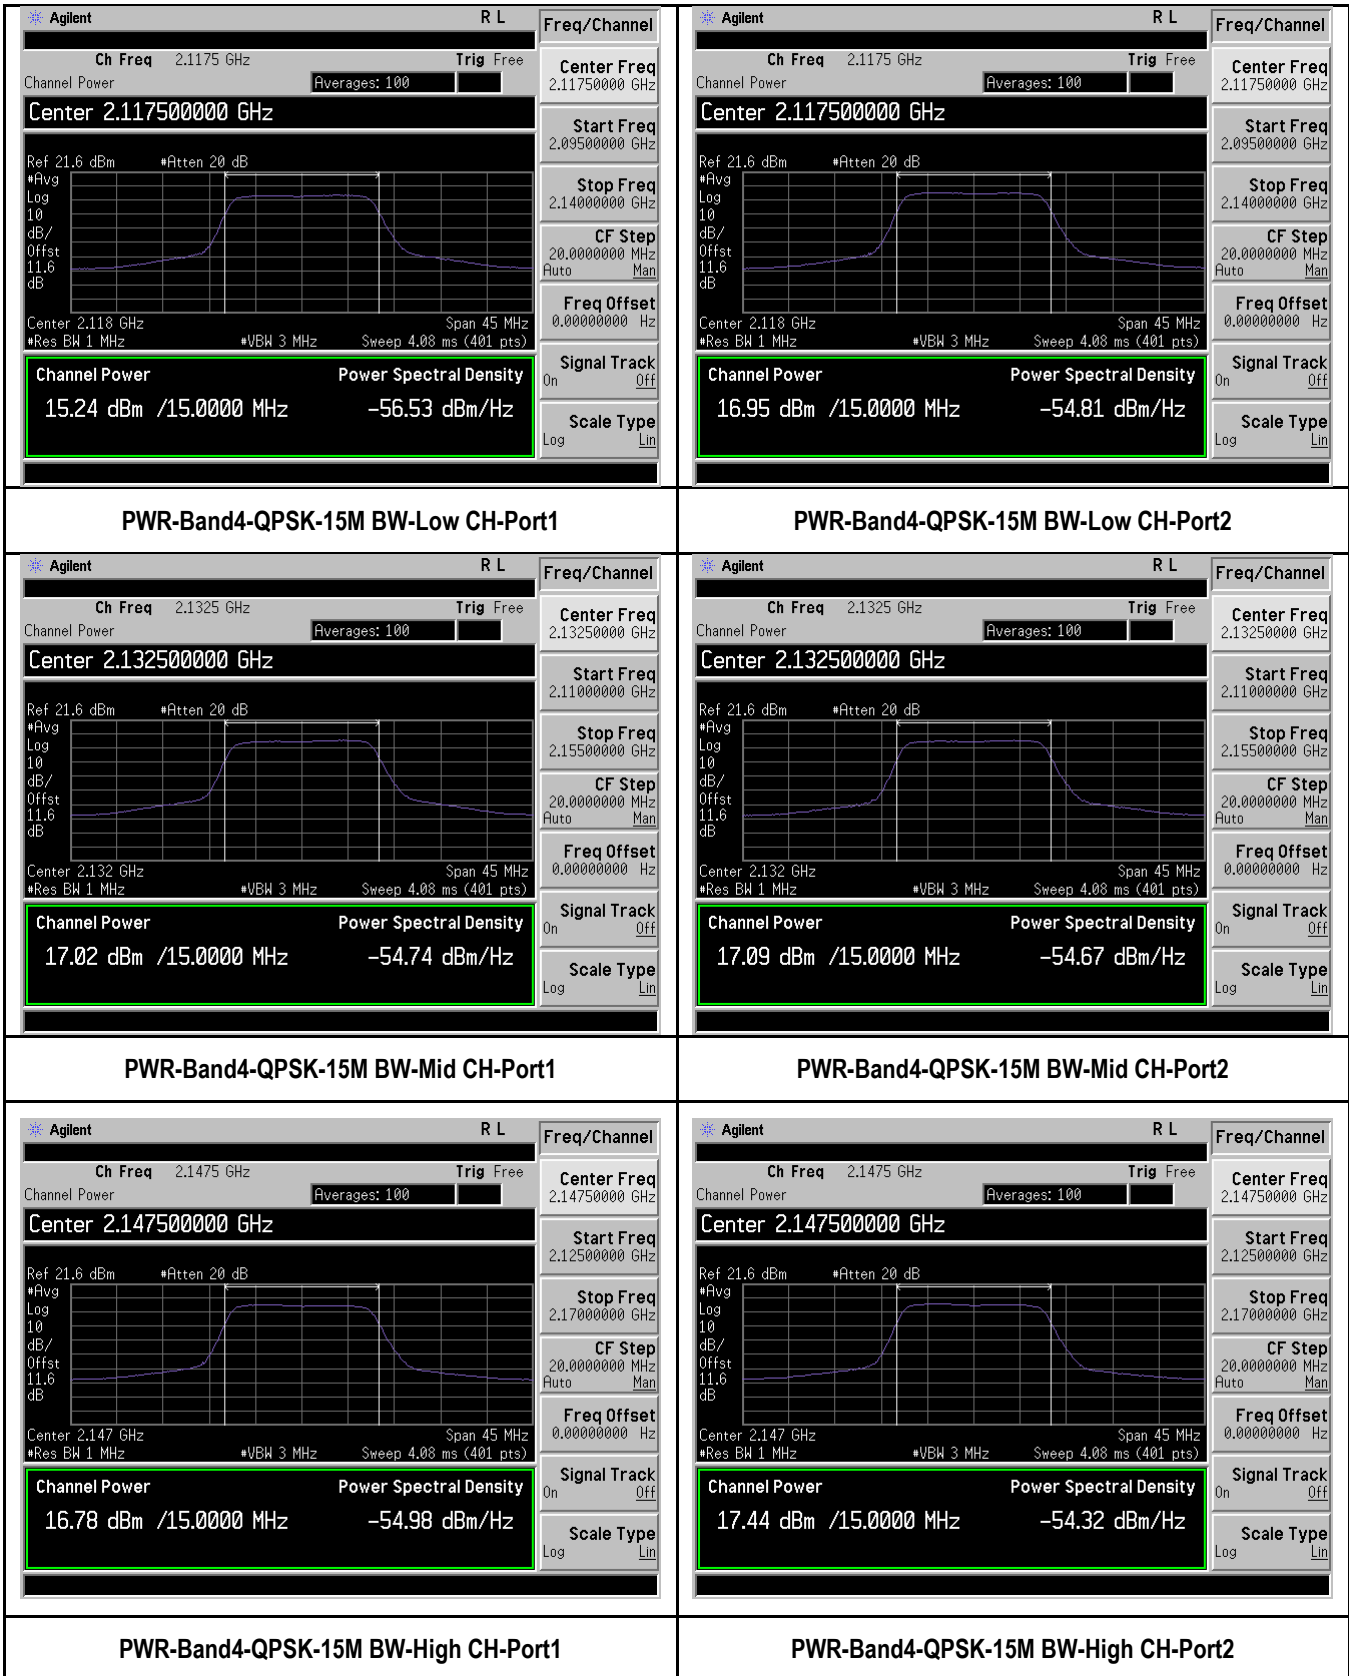 Agilent R L Freq/Channel
Ch Freq 2.1175 GHz Trig Free
Channel Power Averages: 100
Center 2.117500000 GHz
Ref 21.6 dBm #Atten 20 dB
#Avg
Log
10
dB/
Offst
11.6
dB
Center 2.118 GHz Span 45 MHz
#Res BW 1 MHz #VBW 3 MHz Sweep 4.08 ms (401 pts)
Channel Power Power Spectral Density
15.24 dBm /15.0000 MHz -56.53 dBm/Hz
Center Freq
2.11750000 GHz
Start Freq
2.09500000 GHz
Stop Freq
2.14000000 GHz
CF Step
20.0000000 MHz
Auto Man
Freq Offset
0.00000000 Hz
Signal Track
On Off
Scale Type
Log Lin
PWR-Band4-QPSK-15M BW-Low CH-Port1
Agilent R L Freq/Channel
Ch Freq 2.1175 GHz Trig Free
Channel Power Averages: 100
Center 2.117500000 GHz
Ref 21.6 dBm #Atten 20 dB
#Avg
Log
10
dB/
Offst
11.6
dB
Center 2.118 GHz Span 45 MHz
#Res BW 1 MHz #VBW 3 MHz Sweep 4.08 ms (401 pts)
Channel Power Power Spectral Density
16.95 dBm /15.0000 MHz -54.81 dBm/Hz
Center Freq
2.11750000 GHz
Start Freq
2.09500000 GHz
Stop Freq
2.14000000 GHz
CF Step
20.0000000 MHz
Auto Man
Freq Offset
0.00000000 Hz
Signal Track
On Off
Scale Type
Log Lin
PWR-Band4-QPSK-15M BW-Low CH-Port2
Agilent R L Freq/Channel
Ch Freq 2.1325 GHz Trig Free
Channel Power Averages: 100
Center 2.132500000 GHz
Ref 21.6 dBm #Atten 20 dB
#Avg
Log
10
dB/
Offst
11.6
dB
Center 2.132 GHz Span 45 MHz
#Res BW 1 MHz #VBW 3 MHz Sweep 4.08 ms (401 pts)
Channel Power Power Spectral Density
17.02 dBm /15.0000 MHz -54.74 dBm/Hz
Center Freq
2.13250000 GHz
Start Freq
2.11000000 GHz
Stop Freq
2.15500000 GHz
CF Step
20.0000000 MHz
Auto Man
Freq Offset
0.00000000 Hz
Signal Track
On Off
Scale Type
Log Lin
PWR-Band4-QPSK-15M BW-Mid CH-Port1
Agilent R L Freq/Channel
Ch Freq 2.1325 GHz Trig Free
Channel Power Averages: 100
Center 2.132500000 GHz
Ref 21.6 dBm #Atten 20 dB
#Avg
Log
10
dB/
Offst
11.6
dB
Center 2.132 GHz Span 45 MHz
#Res BW 1 MHz #VBW 3 MHz Sweep 4.08 ms (401 pts)
Channel Power Power Spectral Density
17.09 dBm /15.0000 MHz -54.67 dBm/Hz
Center Freq
2.13250000 GHz
Start Freq
2.11000000 GHz
Stop Freq
2.15500000 GHz
CF Step
20.0000000 MHz
Auto Man
Freq Offset
0.00000000 Hz
Signal Track
On Off
Scale Type
Log Lin
PWR-Band4-QPSK-15M BW-Mid CH-Port2
Agilent R L Freq/Channel
Ch Freq 2.1475 GHz Trig Free
Channel Power Averages: 100
Center 2.147500000 GHz
Ref 21.6 dBm #Atten 20 dB
#Avg
Log
10
dB/
Offst
11.6
dB
Center 2.147 GHz Span 45 MHz
#Res BW 1 MHz #VBW 3 MHz Sweep 4.08 ms (401 pts)
Channel Power Power Spectral Density
16.78 dBm /15.0000 MHz -54.98 dBm/Hz
Center Freq
2.14750000 GHz
Start Freq
2.12500000 GHz
Stop Freq
2.17000000 GHz
CF Step
20.0000000 MHz
Auto Man
Freq Offset
0.00000000 Hz
Signal Track
On Off
Scale Type
Log Lin
PWR-Band4-QPSK-15M BW-High CH-Port1
Agilent R L Freq/Channel
Ch Freq 2.1475 GHz Trig Free
Channel Power Averages: 100
Center 2.147500000 GHz
Ref 21.6 dBm #Atten 20 dB
#Avg
Log
10
dB/
Offst
11.6
dB
Center 2.147 GHz Span 45 MHz
#Res BW 1 MHz #VBW 3 MHz Sweep 4.08 ms (401 pts)
Channel Power Power Spectral Density
17.44 dBm /15.0000 MHz -54.32 dBm/Hz
Center Freq
2.14750000 GHz
Start Freq
2.12500000 GHz
Stop Freq
2.17000000 GHz
CF Step
20.0000000 MHz
Auto Man
Freq Offset
0.00000000 Hz
Signal Track
On Off
Scale Type
Log Lin
PWR-Band4-QPSK-15M BW-High CH-Port2